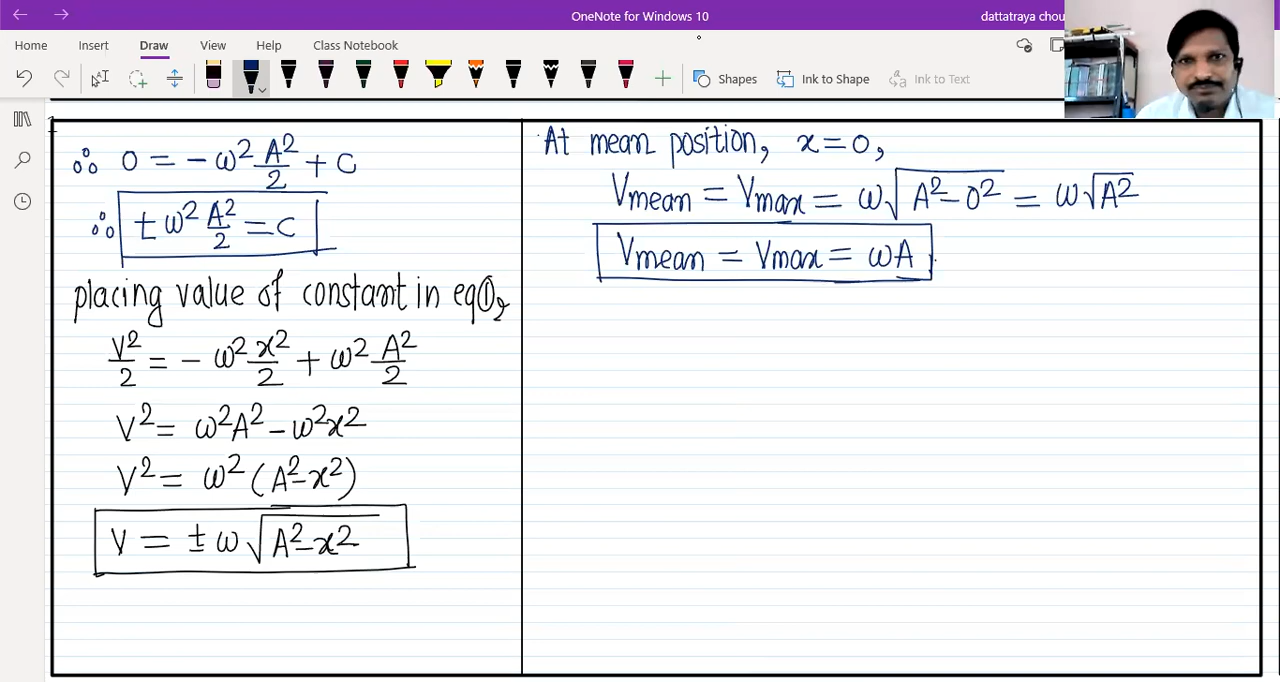 OneNote for Windows 10
dattatraya chou
Home Insert Draw View Help Class Notebook
Shapes Ink to Shape Ink to Text
∴ 0 = - ω² A²/2 + C
∴ ± ω² A²/2 = C
placing value of constant in eq①,
V²/2 = - ω² x²/2 + ω² A²/2
V² = ω²A² - ω²x²
V² = ω² (A²-x²)
V = ± ω √A²-x²
At mean position, x=0,
Vmean = Vmax = ω√A²-0² = ω√A²
Vmean = Vmax = ωA